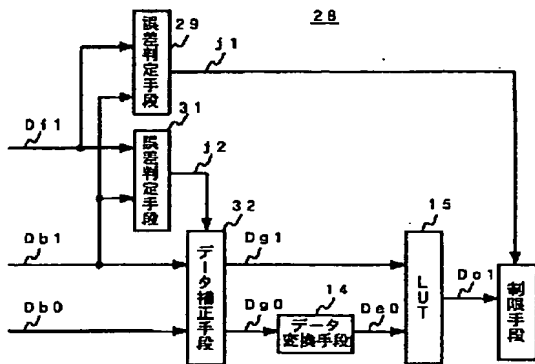 28
29
誤差判定手段
j1
31
Df1
誤差判定手段
j2
32
15
Db1
データ補正手段
Dg1
LUT
Do1
制限手段
Db0
Dg0
14
データ変換手段
De0